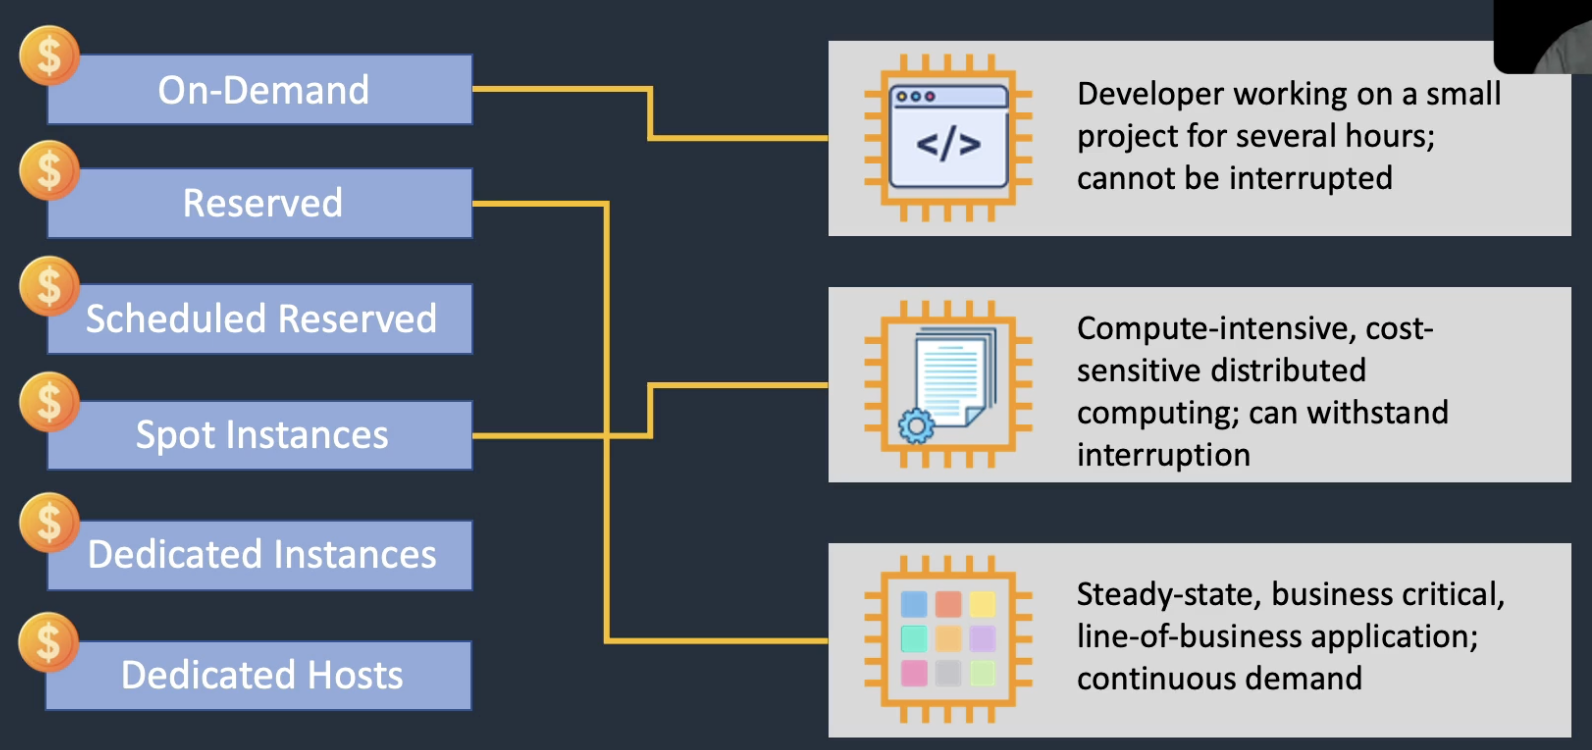 $ On-Demand
$ Reserved
$ Scheduled Reserved
$ Spot Instances
$ Dedicated Instances
$ Dedicated Hosts
</>
Developer working on a small
project for several hours;
cannot be interrupted
Compute-intensive, cost-
sensitive distributed
computing; can withstand
interruption
Steady-state, business critical,
line-of-business application;
continuous demand